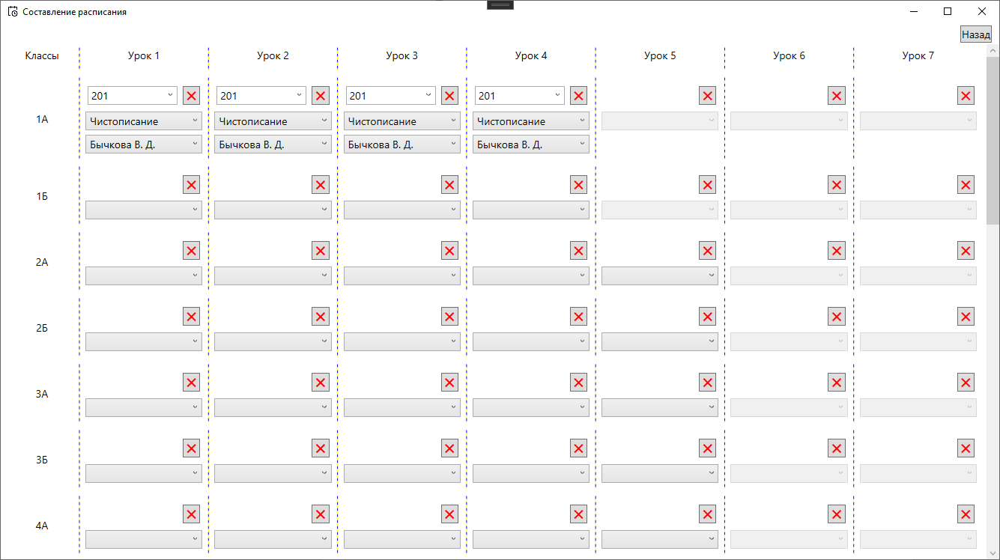 Составление расписания
Назад
Классы Урок 1 Урок 2 Урок 3 Урок 4 Урок 5 Урок 6 Урок 7
201 201 201 201
1А Чистописание Чистописание Чистописание Чистописание
Бычкова В. Д. Бычкова В. Д. Бычкова В. Д. Бычкова В. Д.
1Б
2А
2Б
3А
3Б
4А